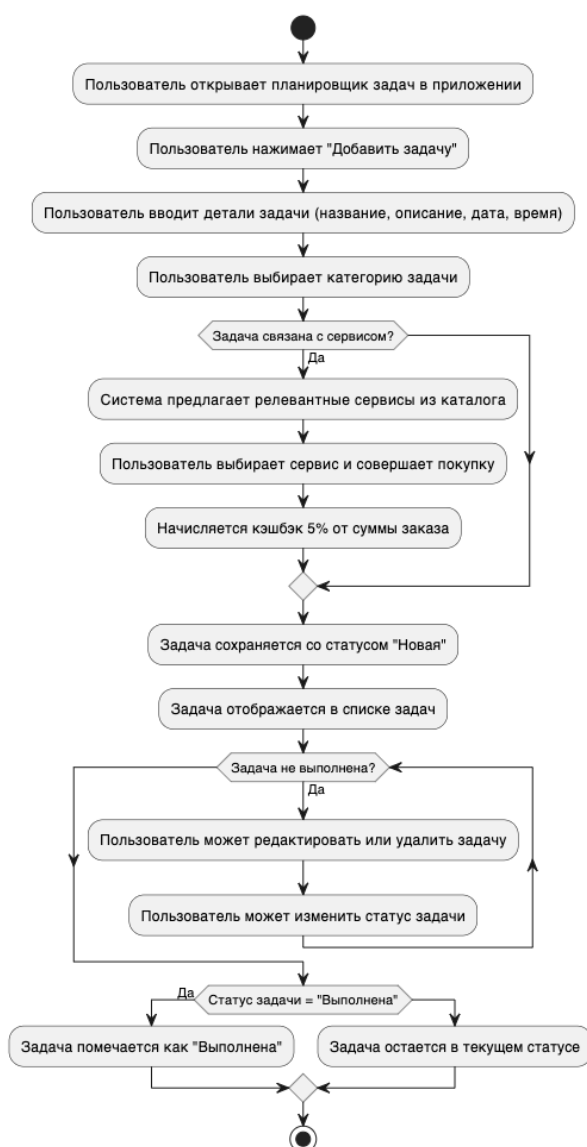 Пользователь открывает планировщик задач в приложении
Пользователь нажимает "Добавить задачу"
Пользователь вводит детали задачи (название, описание, дата, время)
Пользователь выбирает категорию задачи
Задача связана с сервисом?
Да
Система предлагает релевантные сервисы из каталога
Пользователь выбирает сервис и совершает покупку
Начисляется кэшбэк 5% от суммы заказа
Задача сохраняется со статусом "Новая"
Задача отображается в списке задач
Задача не выполнена?
Да
Пользователь может редактировать или удалить задачу
Пользователь может изменить статус задачи
Да
Статус задачи = "Выполнена"
Задача помечается как "Выполнена"
Задача остается в текущем статусе